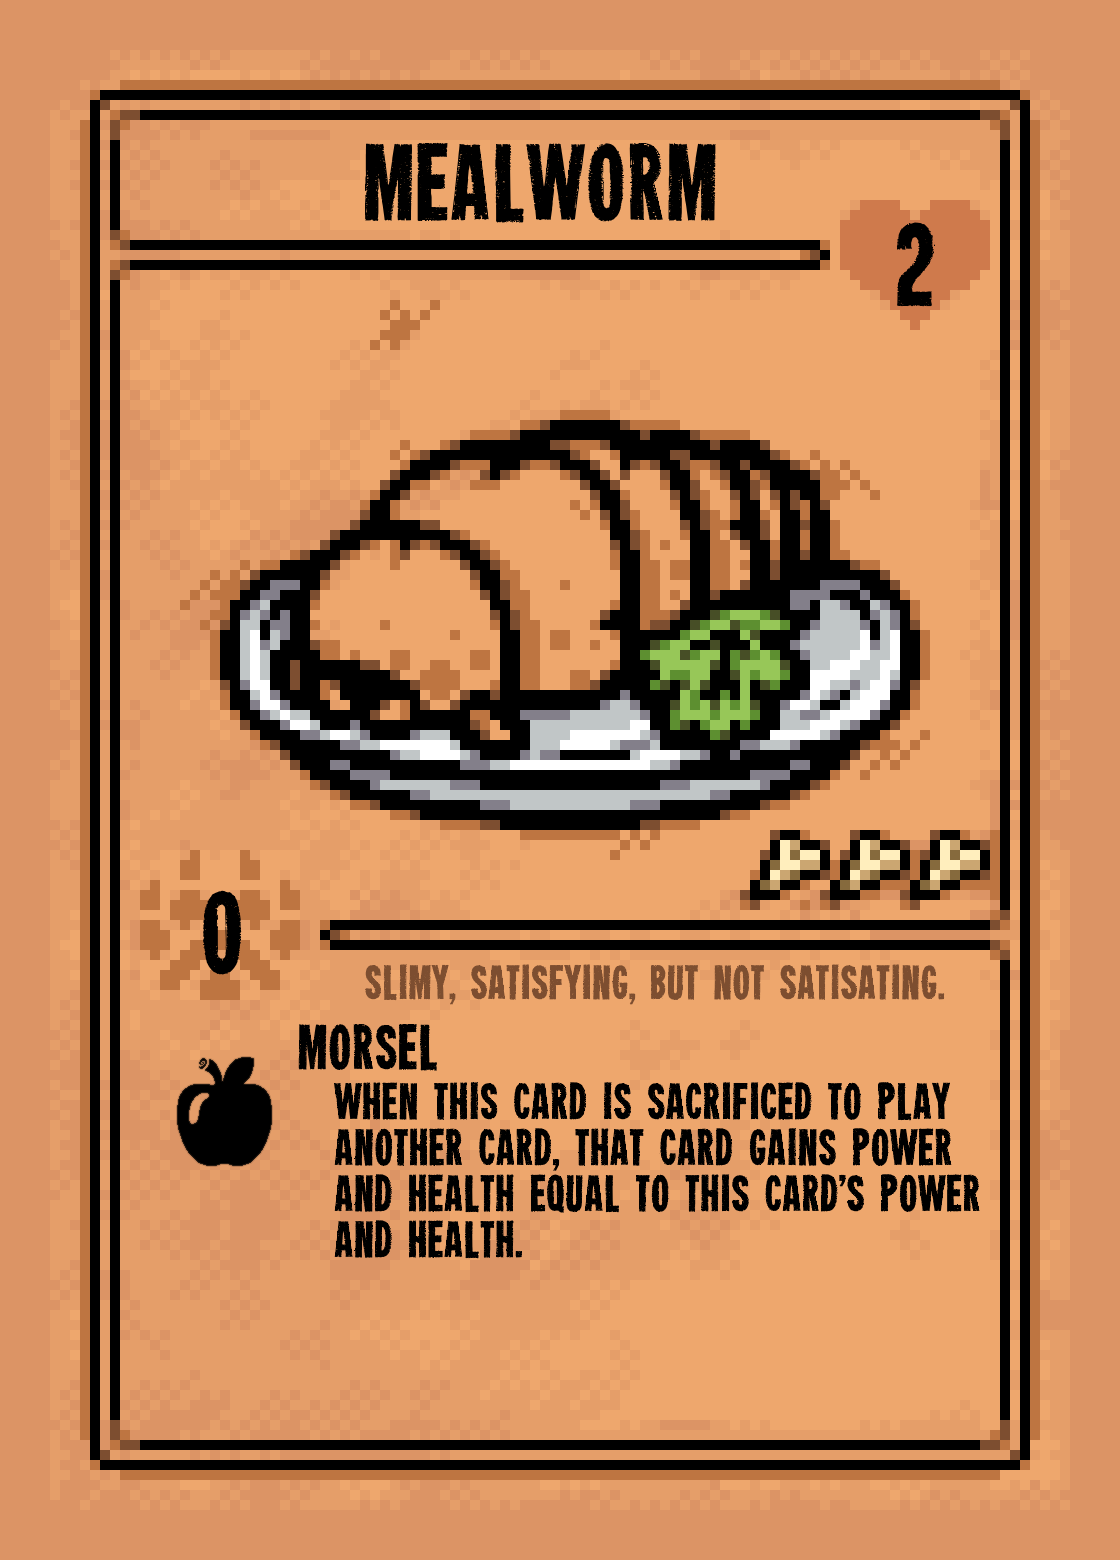 MEALWORM
2
0
SLIMY, SATISFYING, BUT NOT SATISATING.
MORSEL
WHEN THIS CARD IS SACRIFICED TO PLAY
ANOTHER CARD, THAT CARD GAINS POWER
AND HEALTH EQUAL TO THIS CARD'S POWER
AND HEALTH.